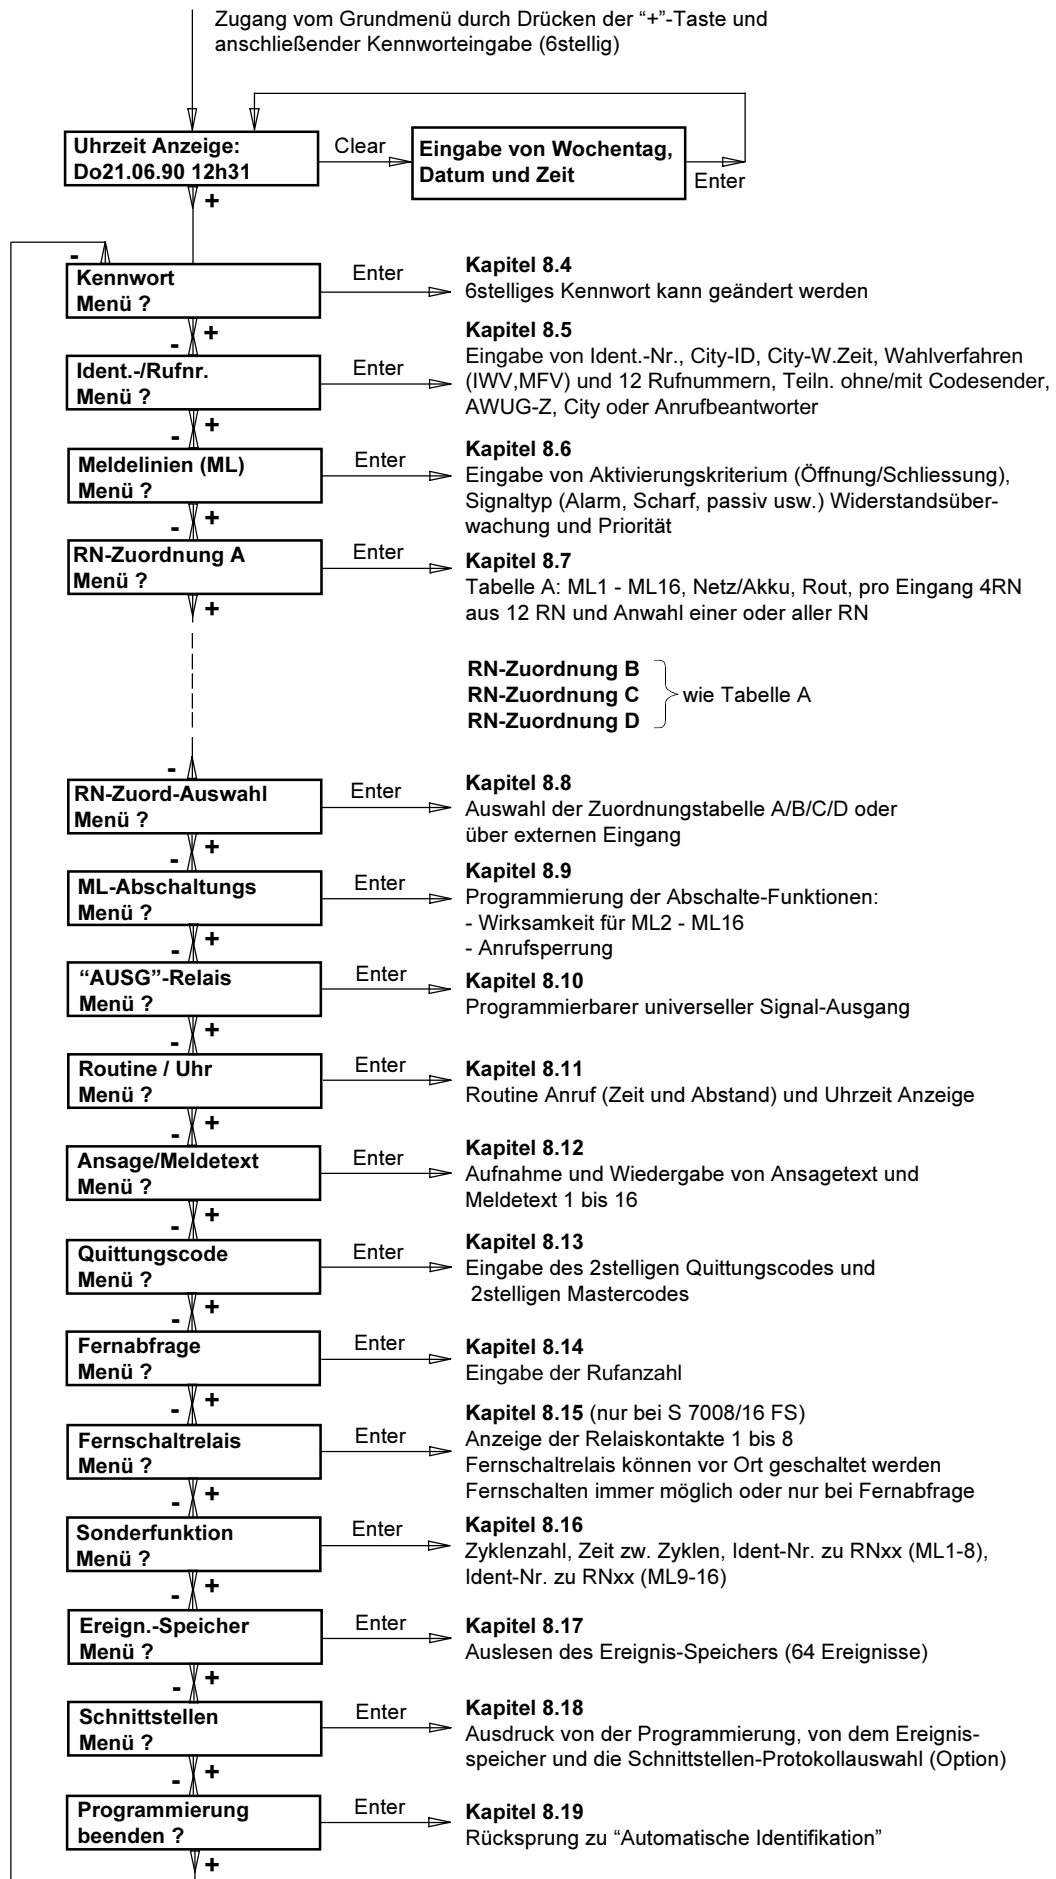 Zugang vom Grundmenü durch Drücken der “+”-Taste und
anschließender Kennworteingabe (6stellig)
Uhrzeit Anzeige:
Do21.06.90 12h31
Clear
Eingabe von Wochentag,
Datum und Zeit
Enter
+
-
Kennwort
Menü ?
Enter
Kapitel 8.4
6stelliges Kennwort kann geändert werden
+
-
Ident.-/Rufnr.
Menü ?
Enter
Kapitel 8.5
Eingabe von Ident.-Nr., City-ID, City-W.Zeit, Wahlverfahren
(IWV,MFV) und 12 Rufnummern, Teiln. ohne/mit Codesender,
AWUG-Z, City oder Anrufbeantworter
+
-
Meldelinien (ML)
Menü ?
Enter
Kapitel 8.6
Eingabe von Aktivierungskriterium (Öffnung/Schliessung),
Signaltyp (Alarm, Scharf, passiv usw.) Widerstandsüber-
wachung und Priorität
+
-
RN-Zuordnung A
Menü ?
Enter
Kapitel 8.7
Tabelle A: ML1 - ML16, Netz/Akku, Rout, pro Eingang 4RN
aus 12 RN und Anwahl einer oder aller RN
+
RN-Zuordnung B
RN-Zuordnung C
RN-Zuordnung D
wie Tabelle A
-
RN-Zuord-Auswahl
Menü ?
Enter
Kapitel 8.8
Auswahl der Zuordnungstabelle A/B/C/D oder
über externen Eingang
+
-
ML-Abschaltungs
Menü ?
Enter
Kapitel 8.9
Programmierung der Abschalte-Funktionen:
- Wirksamkeit für ML2 - ML16
- Anrufsperrung
+
-
“AUSG”-Relais
Menü ?
Enter
Kapitel 8.10
Programmierbarer universeller Signal-Ausgang
+
-
Routine / Uhr
Menü ?
Enter
Kapitel 8.11
Routine Anruf (Zeit und Abstand) und Uhrzeit Anzeige
+
-
Ansage/Meldetext
Menü ?
Enter
Kapitel 8.12
Aufnahme und Wiedergabe von Ansagetext und
Meldetext 1 bis 16
+
-
Quittungscode
Menü ?
Enter
Kapitel 8.13
Eingabe des 2stelligen Quittungscodes und
2stelligen Mastercodes
+
-
Fernabfrage
Menü ?
Enter
Kapitel 8.14
Eingabe der Rufanzahl
+
-
Fernschaltrelais
Menü ?
Enter
Kapitel 8.15 (nur bei S 7008/16 FS)
Anzeige der Relaiskontakte 1 bis 8
Fernschaltrelais können vor Ort geschaltet werden
Fernschalten immer möglich oder nur bei Fernabfrage
+
-
Sonderfunktion
Menü ?
Enter
Kapitel 8.16
Zyklenzahl, Zeit zw. Zyklen, Ident-Nr. zu RNxx (ML1-8),
Ident-Nr. zu RNxx (ML9-16)
+
-
Ereign.-Speicher
Menü ?
Enter
Kapitel 8.17
Auslesen des Ereignis-Speichers (64 Ereignisse)
+
-
Schnittstellen
Menü ?
Enter
Kapitel 8.18
Ausdruck von der Programmierung, von dem Ereignis-
speicher und die Schnittstellen-Protokollauswahl (Option)
+
-
Programmierung
beenden ?
Enter
Kapitel 8.19
Rücksprung zu “Automatische Identifikation”
+